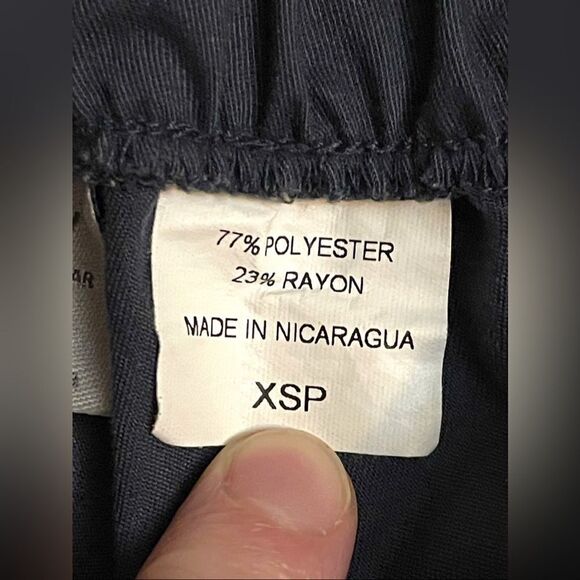 77% POLYESTER
23% RAYON
MADE IN NICARAGUA
XSP